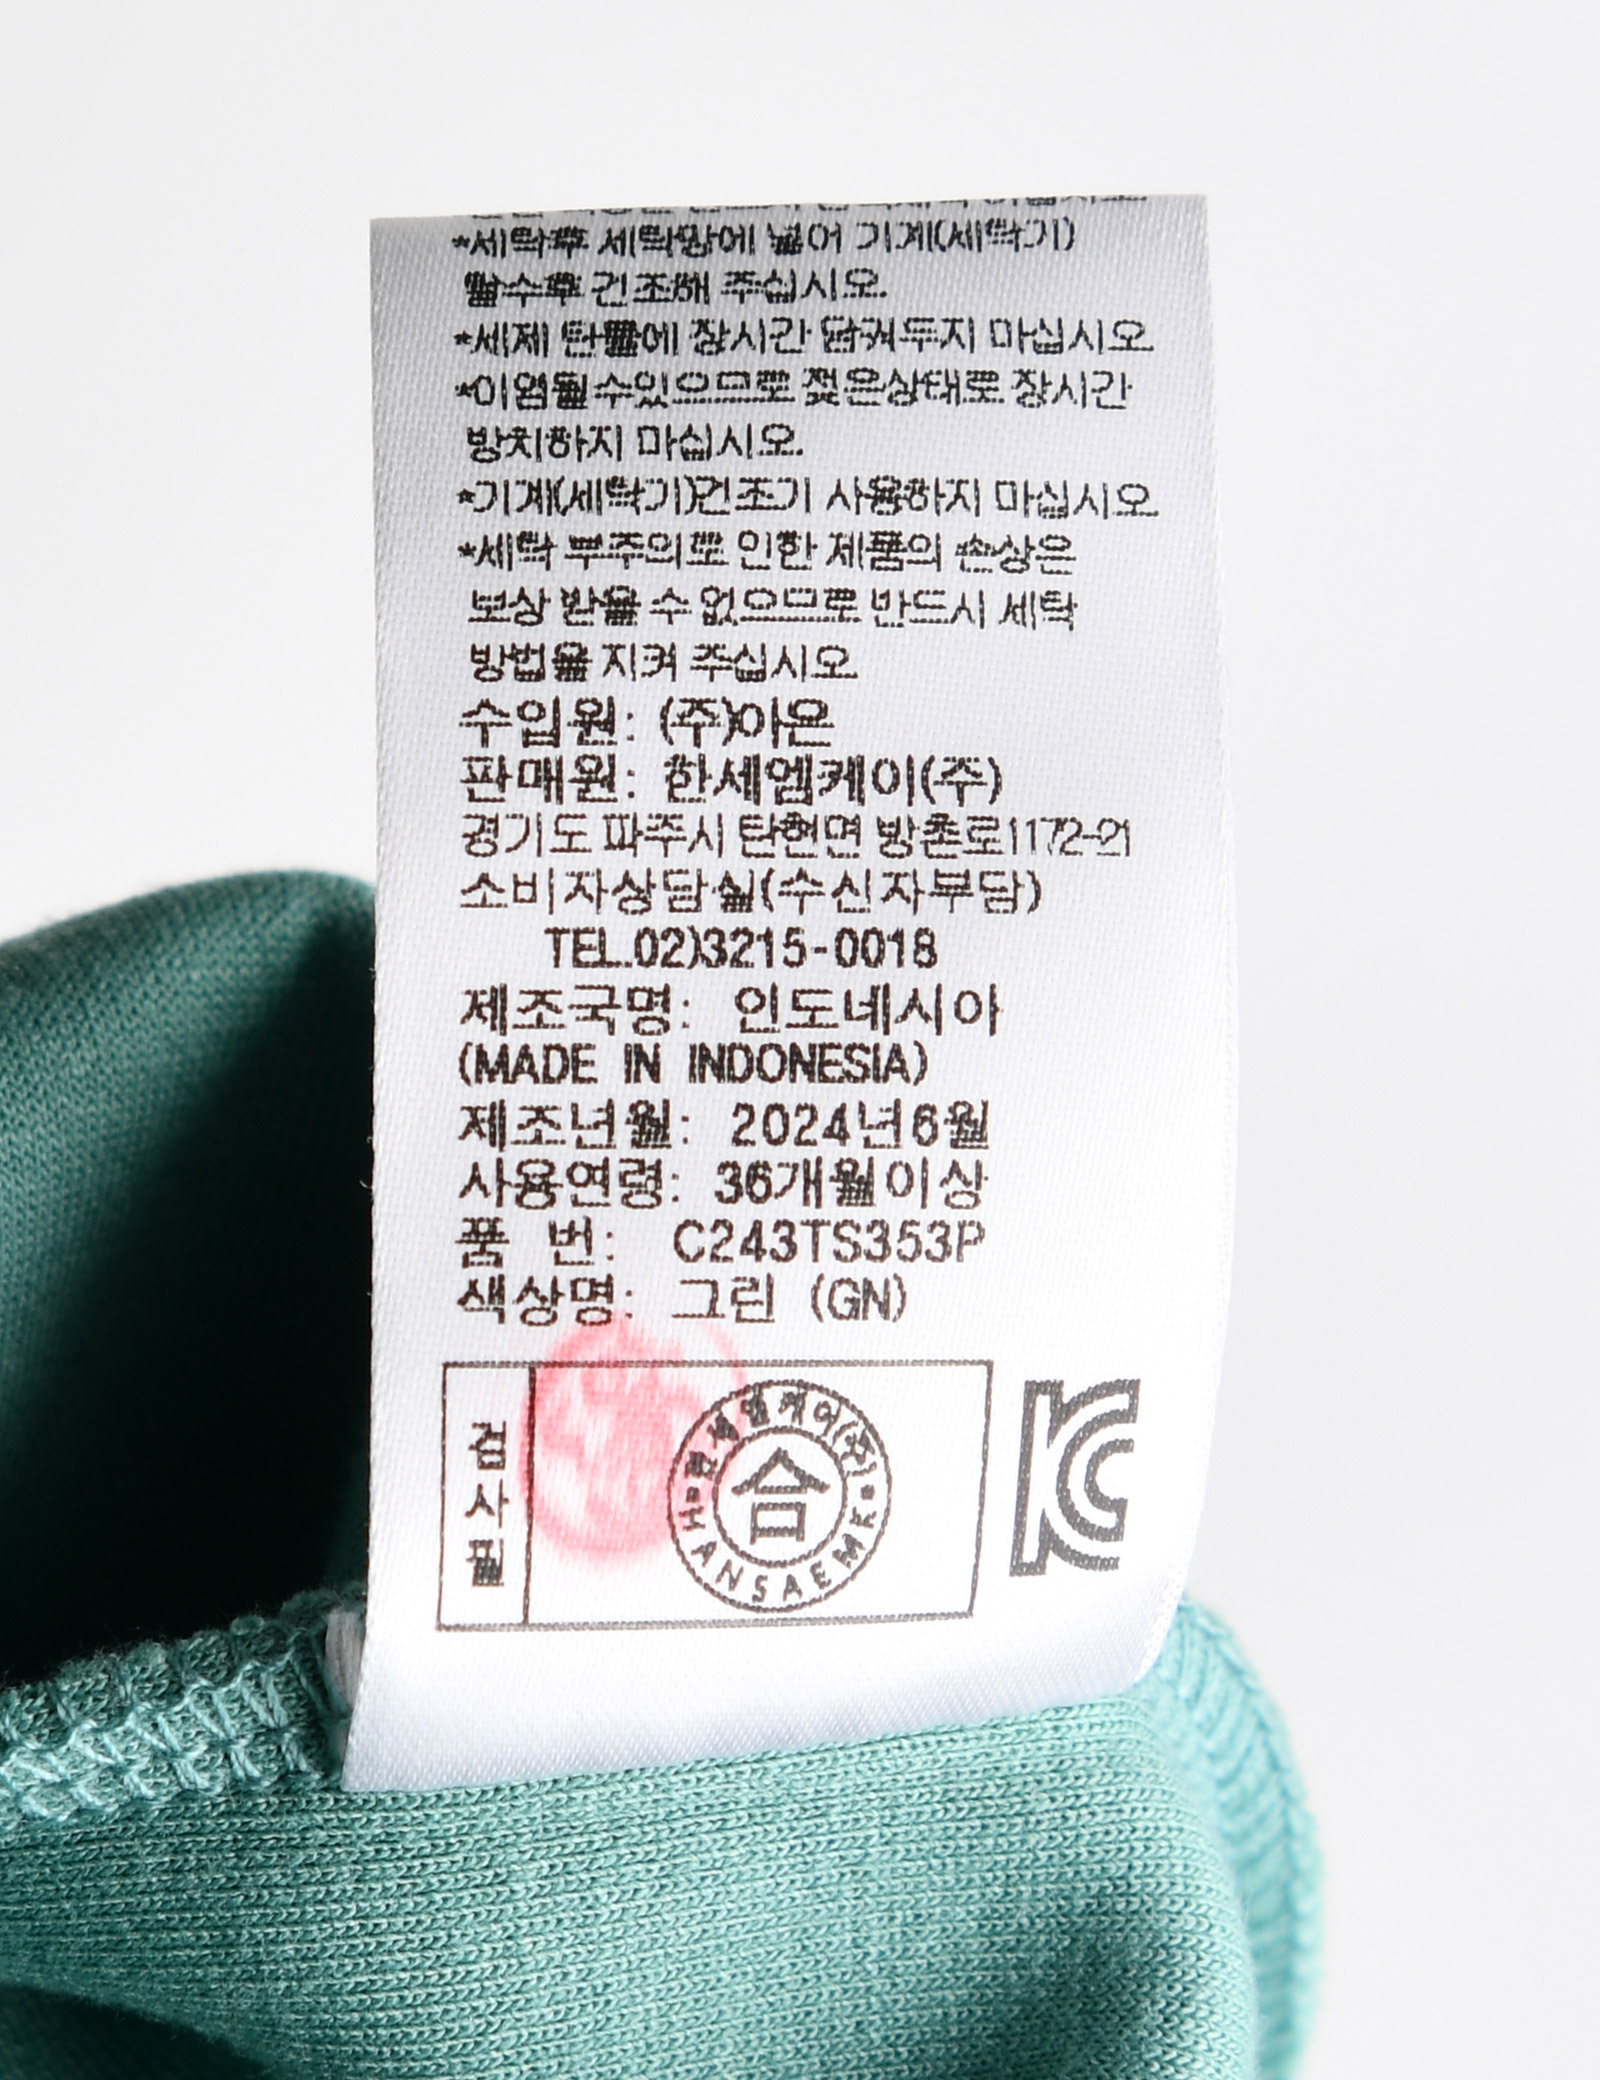 *세탁후 세탁망에 넣어 기계(세탁기)
탈수후 건조해 주십시오.
*세제 탄물에 장시간 담궈두지 마십시오.
*이염될수있으므로 젖은상태로 장시간
방치하지 마십시오.
*기계(세탁기)건조기 사용하지 마십시오.
*세탁 부주의로 인한 제품의 손상은
보상 받을 수 없으므로 반드시 세탁
방법을 지켜 주십시오.
수입원: (주)아온
판매원: 한세엠케이(주)
경기도 파주시 탄현면 방촌로1172-21
소비자상담실(수신자부담)
TEL.02)3215-0018
제조국명: 인도네시아
(MADE IN INDONESIA)
제조년월: 2024년6월
사용연령: 36개월이상
품 번: C243TS353P
색상명: 그린 (GN)
검사필
한세엠케이(주)
合
HANSAEMK
KC